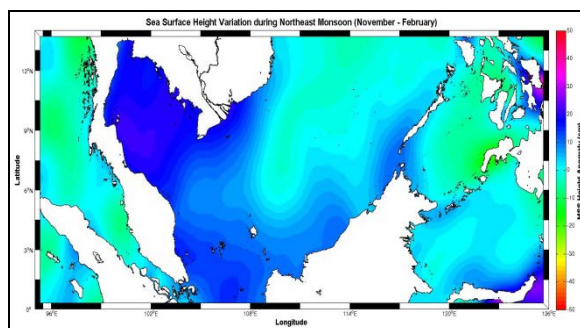 Sea Surface Height Variation during Northeast Monsoon (November - February)
Latitude
12°N
9°N
6°N
3°N
0°
96°E
102°E
108°E
114°E
120°E
126°E
Longitude
50
40
30
20
10
0
-10
-20
-30
-40
-50